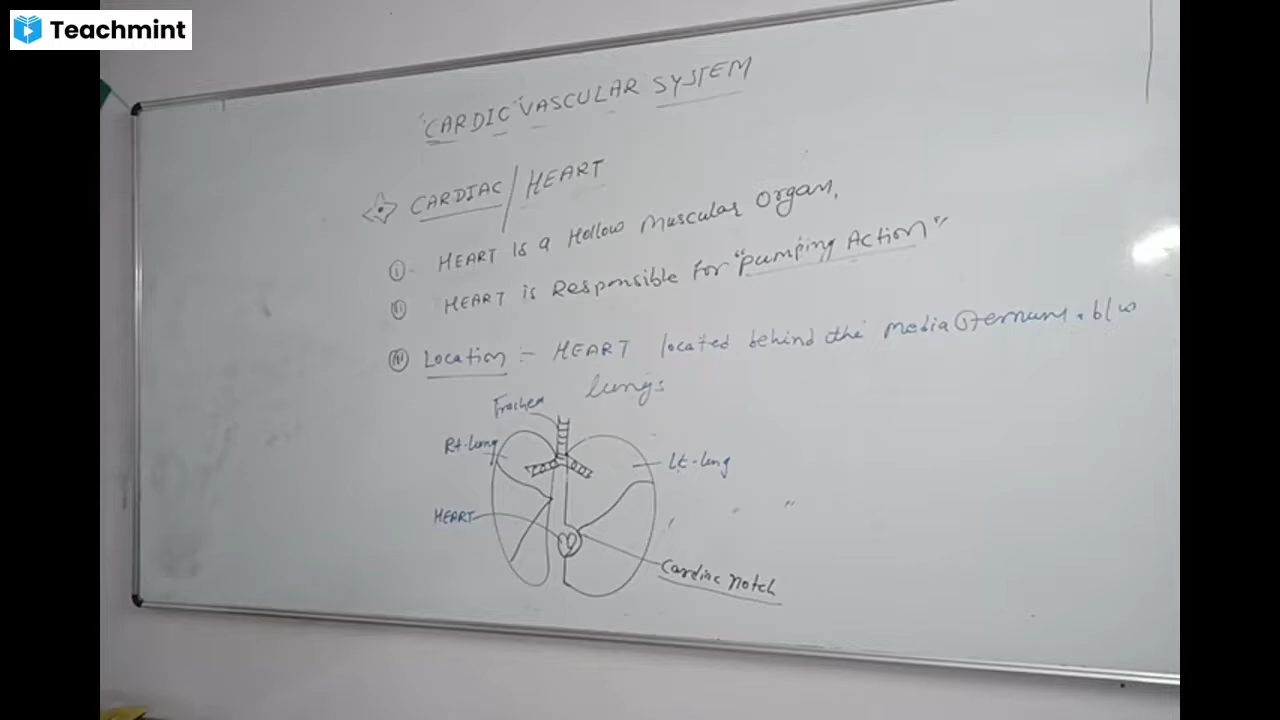 Teachmint
"CARDIC" VASCULAR SYSTEM
CARDIAC / HEART
(i) HEART Is a Hollow Muscular Organ,
(ii) HEART is Responsible For "Pumping Action"
(iii) Location :- HEART located behind the Media Sternum, b/w
lungs
Trachea
Rt-lung
Lt-lung
HEART
Cardiac Notch